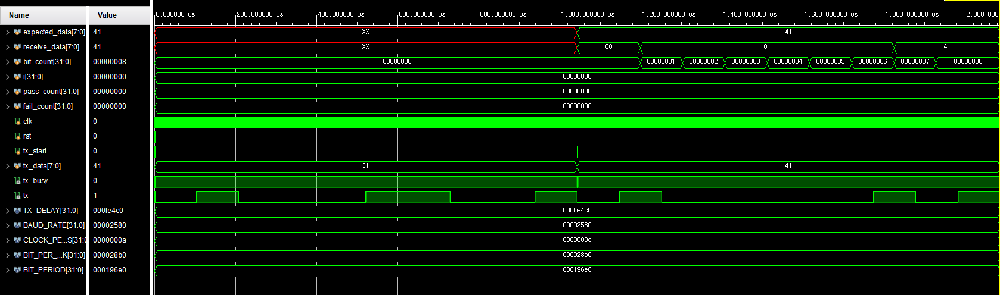 Name Value 0,000000 us 200,000000 us 400,000000 us 600,000000 us 800,000000 us 1,000,000000 us 1,200,000000 us 1,400,000000 us 1,600,000000 us 1,800,000000 us 2,000,00000
expected_data[7:0] 41 XX 41
receive_data[7:0] 41 XX 00 01 41
bit_count[31:0] 00000008 00000000 00000001 00000002 00000003 00000004 00000005 00000006 00000007 00000008
i[31:0] 00000000 00000000
pass_count[31:0] 00000000 00000000
fail_count[31:0] 00000000 00000000
clk 0
rst 0
tx_start 0
tx_data[7:0] 41 31 41
tx_busy 0
tx 1
TX_DELAY[31:0] 000fe4c0 000fe4c0
BAUD_RATE[31:0] 00002580 00002580
CLOCK_PE...S[31:0 0000000a 0000000a
BIT_PER_...K[31:0] 000028b0 000028b0
BIT_PERIOD[31:0] 000196e0 000196e0